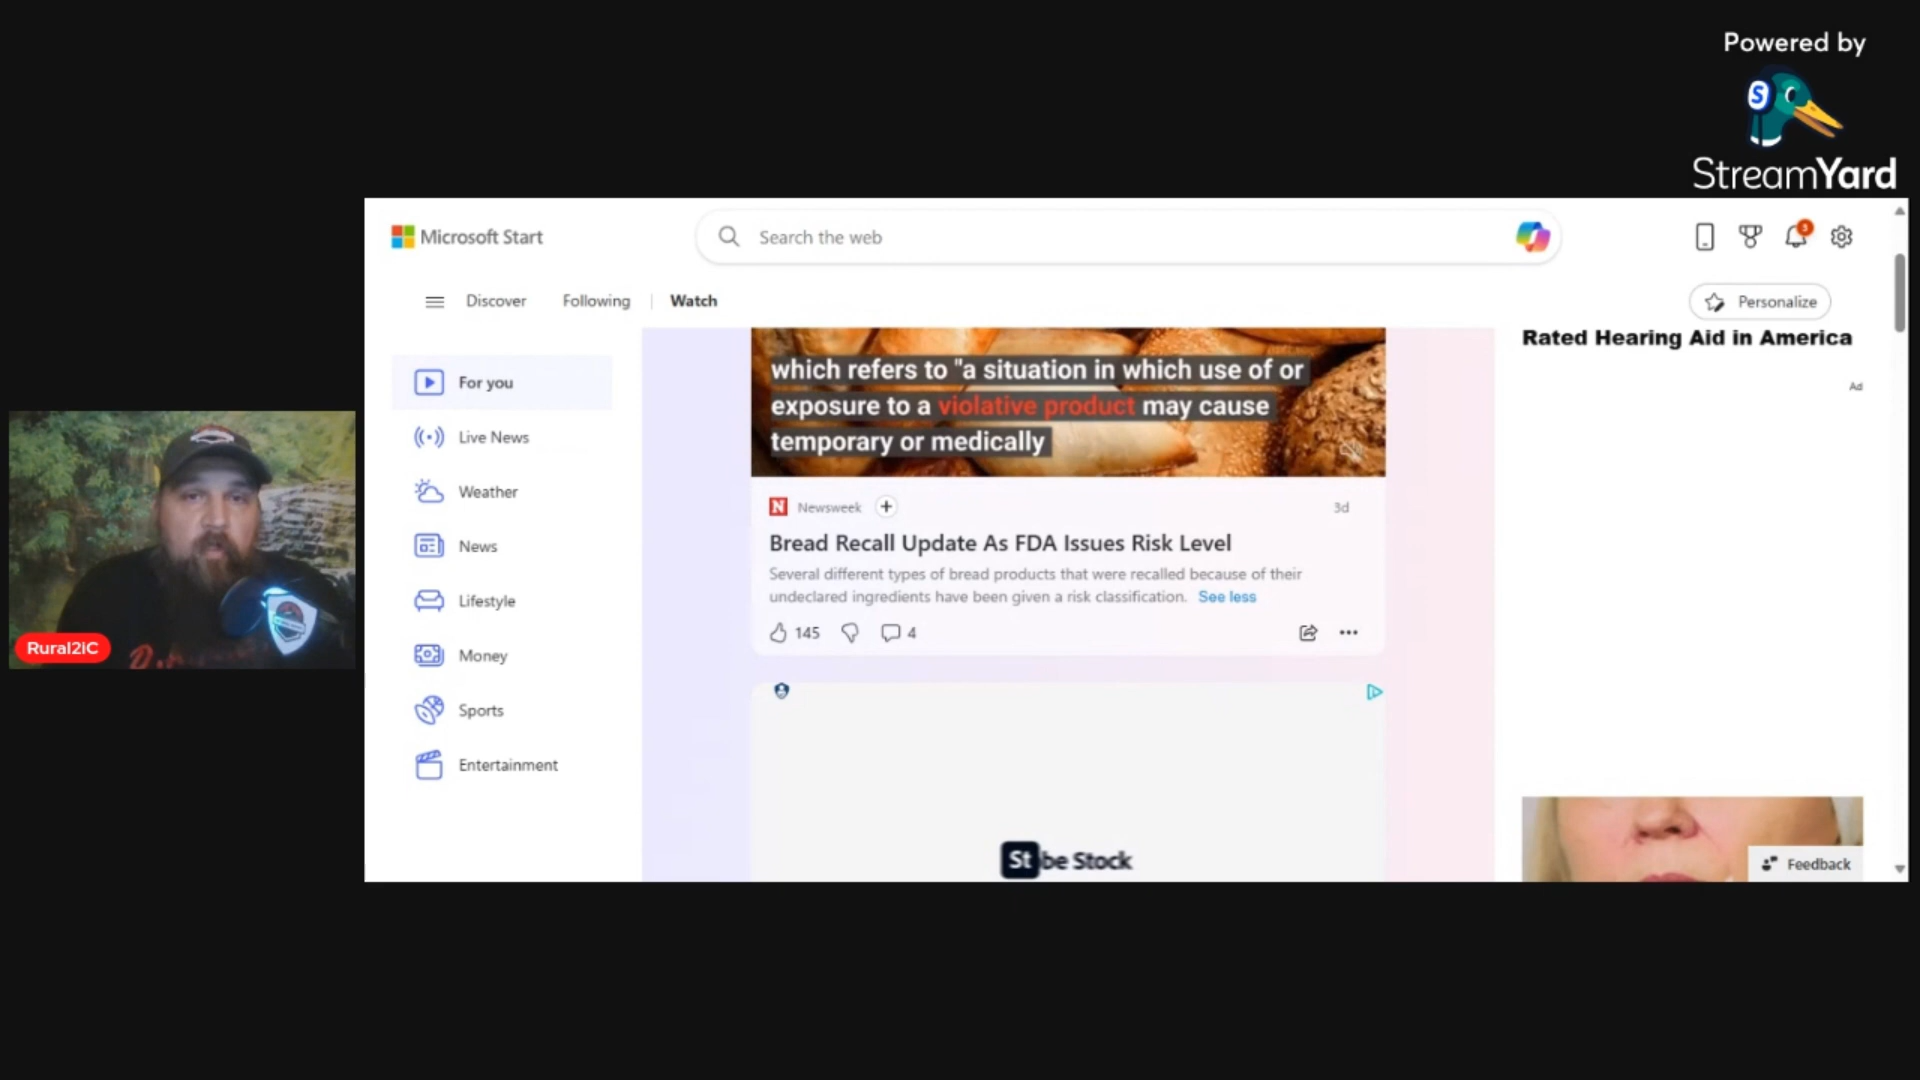 Powered by
StreamYard
Microsoft Start
Search the web
3
Discover
Following
Watch
Personalize
For you
Live News
Weather
News
Lifestyle
Money
Sports
Entertainment
which refers to "a situation in which use of or
exposure to a violative product may cause
temporary or medically
Newsweek
3d
Bread Recall Update As FDA Issues Risk Level
Several different types of bread products that were recalled because of their
undeclared ingredients have been given a risk classification. See less
145
4
St be Stock
Rated Hearing Aid in America
Ad
Feedback
Rural2iC